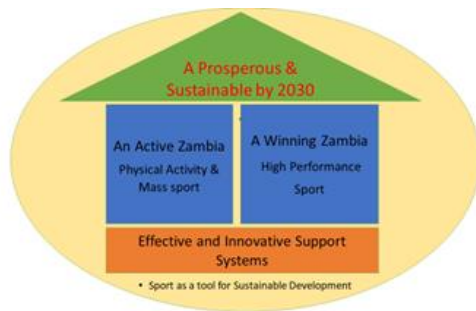 A Prosperous &
Sustainable by 2030
An Active Zambia
Physical Activity &
Mass sport
A Winning Zambia
High Performance
Sport
Effective and Innovative Support
Systems
• Sport as a tool for Sustainable Development